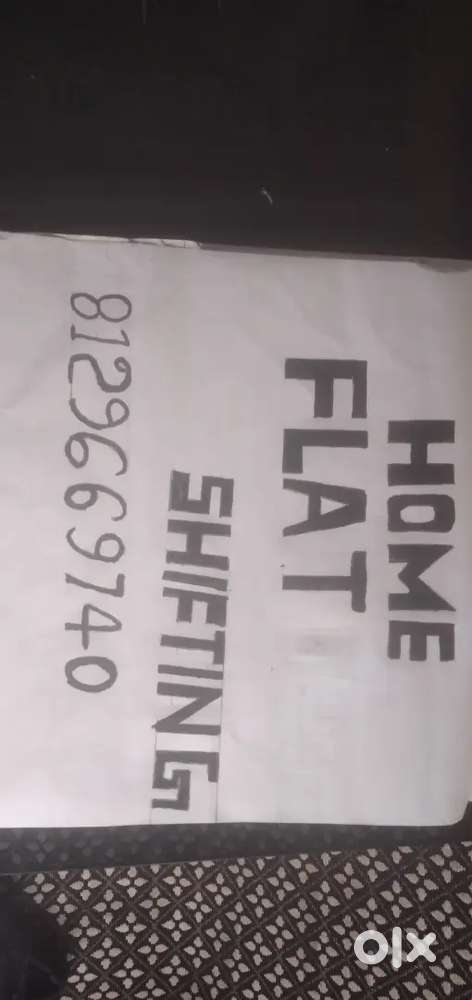 HOME
FLAT
SHIFTING
8129669740
olx